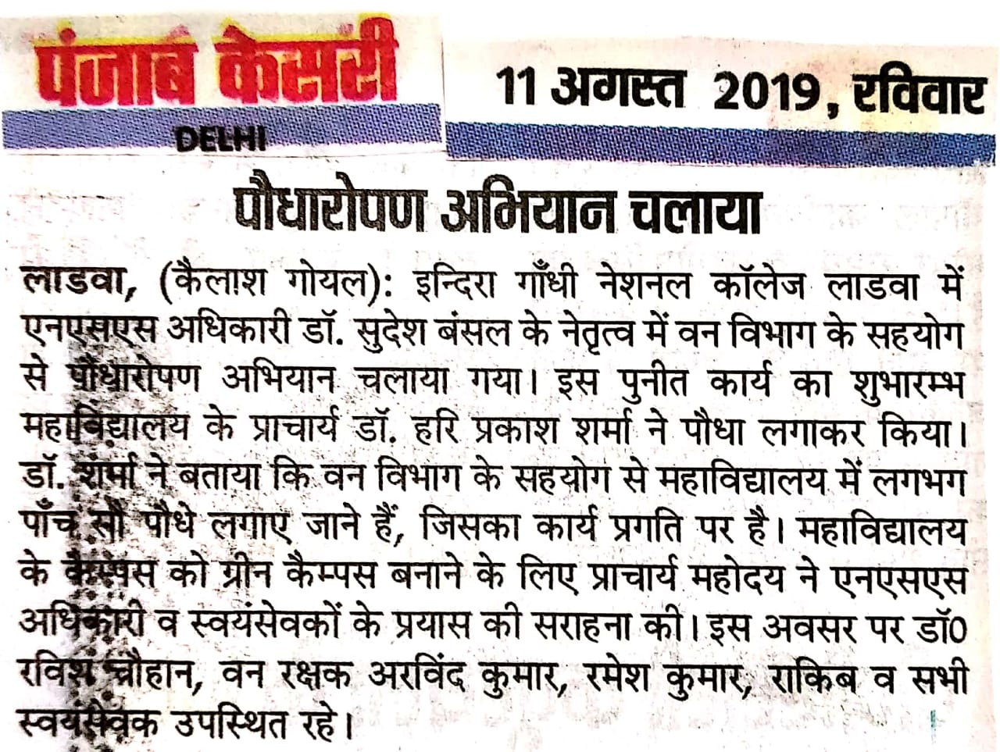 पंजाब केसरी
DELHI
11 अगस्त 2019, रविवार
पौधारोपण अभियान चलाया
लाडवा, (कैलाश गोयल): इन्दिरा गाँधी नेशनल कॉलेज लाडवा में
एनएसएस अधिकारी डॉ. सुदेश बंसल के नेतृत्व में वन विभाग के सहयोग
से पौधारोपण अभियान चलाया गया। इस पुनीत कार्य का शुभारम्भ
महाविद्यालय के प्राचार्य डॉ. हरि प्रकाश शर्मा ने पौधा लगाकर किया।
डॉ. शर्मा ने बताया कि वन विभाग के सहयोग से महाविद्यालय में लगभग
पाँच सौ पौधे लगाए जाने हैं, जिसका कार्य प्रगति पर है। महाविद्यालय
के कैम्पस को ग्रीन कैम्पस बनाने के लिए प्राचार्य महोदय ने एनएसएस
अधिकारी व स्वयंसेवकों के प्रयास की सराहना की। इस अवसर पर डॉ0
रविश चौहान, वन रक्षक अरविंद कुमार, रमेश कुमार, राकिब व सभी
स्वयंसेवक उपस्थित रहे।